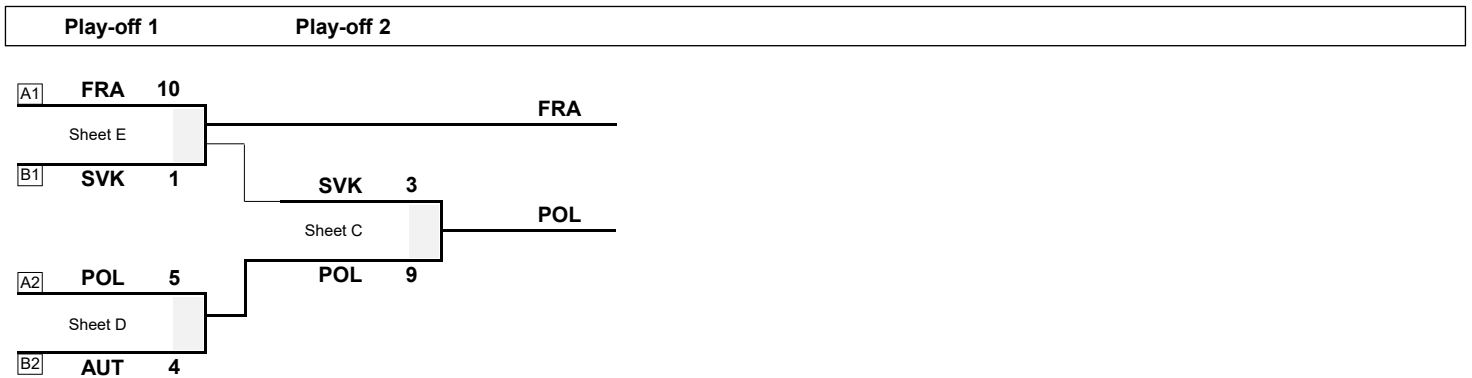 Play-off 1 Play-off 2
A1 FRA 10
FRA
Sheet E
B1 SVK 1
SVK 3
POL
Sheet C
POL 9
A2 POL 5
Sheet D
B2 AUT 4